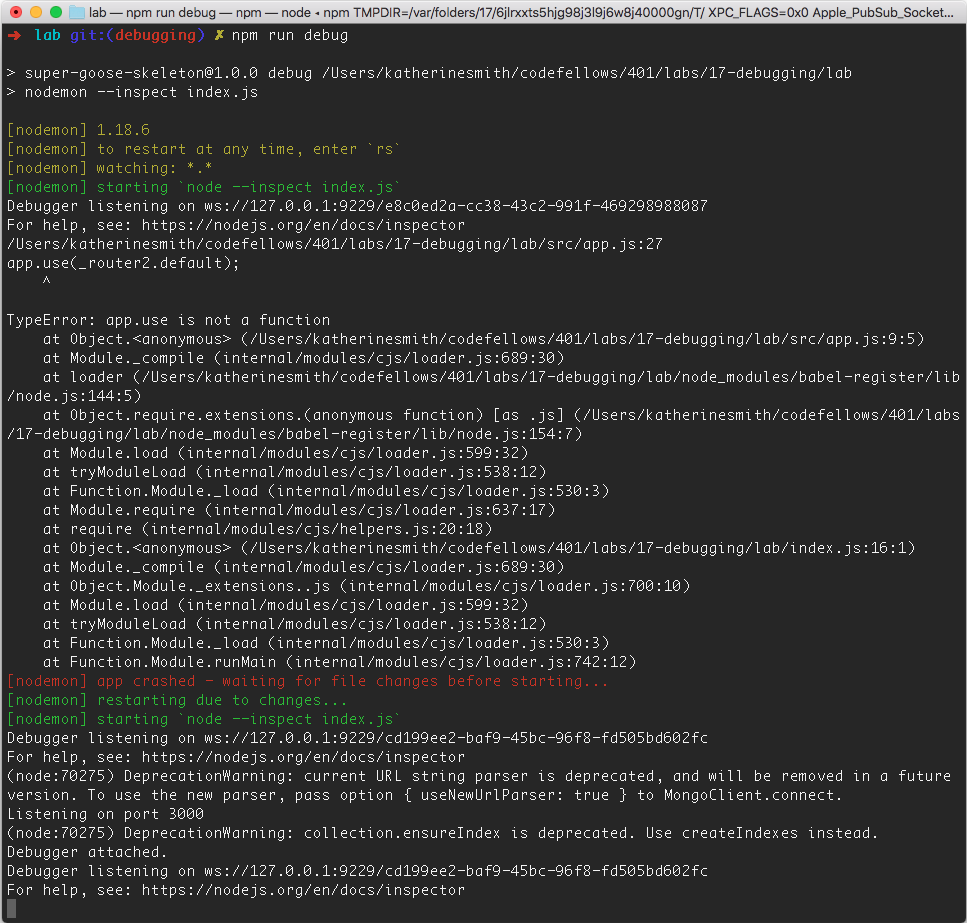 lab — npm run debug — npm — node ◂ npm TMPDIR=/var/folders/17/6jlrxxts5hjg98j3l9j6w8j40000gn/T/ XPC_FLAGS=0x0 Apple_PubSub_Socket...
➜ lab git:(debugging) ✗ npm run debug
> super-goose-skeleton@1.0.0 debug /Users/katherinesmith/codefellows/401/labs/17-debugging/lab
> nodemon --inspect index.js
[nodemon] 1.18.6
[nodemon] to restart at any time, enter `rs`
[nodemon] watching: *.*
[nodemon] starting `node --inspect index.js`
Debugger listening on ws://127.0.0.1:9229/e8c0ed2a-cc38-43c2-991f-469298988087
For help, see: https://nodejs.org/en/docs/inspector
/Users/katherinesmith/codefellows/401/labs/17-debugging/lab/src/app.js:27
app.use(_router2.default);
    ^
TypeError: app.use is not a function
    at Object.<anonymous> (/Users/katherinesmith/codefellows/401/labs/17-debugging/lab/src/app.js:9:5)
    at Module._compile (internal/modules/cjs/loader.js:689:30)
    at loader (/Users/katherinesmith/codefellows/401/labs/17-debugging/lab/node_modules/babel-register/lib
/node.js:144:5)
    at Object.require.extensions.(anonymous function) [as .js] (/Users/katherinesmith/codefellows/401/labs
/17-debugging/lab/node_modules/babel-register/lib/node.js:154:7)
    at Module.load (internal/modules/cjs/loader.js:599:32)
    at tryModuleLoad (internal/modules/cjs/loader.js:538:12)
    at Function.Module._load (internal/modules/cjs/loader.js:530:3)
    at Module.require (internal/modules/cjs/loader.js:637:17)
    at require (internal/modules/cjs/helpers.js:20:18)
    at Object.<anonymous> (/Users/katherinesmith/codefellows/401/labs/17-debugging/lab/index.js:16:1)
    at Module._compile (internal/modules/cjs/loader.js:689:30)
    at Object.Module._extensions..js (internal/modules/cjs/loader.js:700:10)
    at Module.load (internal/modules/cjs/loader.js:599:32)
    at tryModuleLoad (internal/modules/cjs/loader.js:538:12)
    at Function.Module._load (internal/modules/cjs/loader.js:530:3)
    at Function.Module.runMain (internal/modules/cjs/loader.js:742:12)
[nodemon] app crashed - waiting for file changes before starting...
[nodemon] restarting due to changes...
[nodemon] starting `node --inspect index.js`
Debugger listening on ws://127.0.0.1:9229/cd199ee2-baf9-45bc-96f8-fd505bd602fc
For help, see: https://nodejs.org/en/docs/inspector
(node:70275) DeprecationWarning: current URL string parser is deprecated, and will be removed in a future
version. To use the new parser, pass option { useNewUrlParser: true } to MongoClient.connect.
Listening on port 3000
(node:70275) DeprecationWarning: collection.ensureIndex is deprecated. Use createIndexes instead.
Debugger attached.
Debugger listening on ws://127.0.0.1:9229/cd199ee2-baf9-45bc-96f8-fd505bd602fc
For help, see: https://nodejs.org/en/docs/inspector